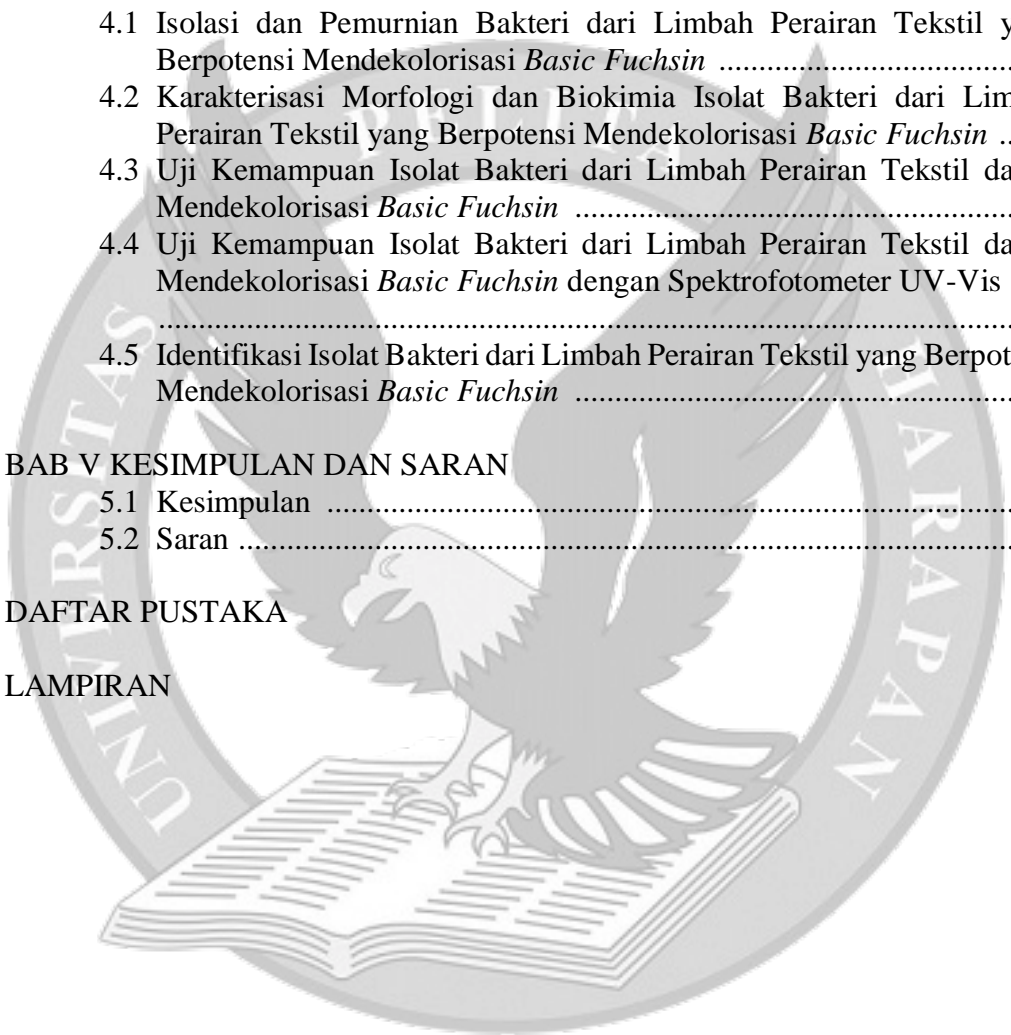 4.1 Isolasi dan Pemurnian Bakteri dari Limbah Perairan Tekstil y
Berpotensi Mendekolorisasi Basic Fuchsin ....................................
4.2 Karakterisasi Morfologi dan Biokimia Isolat Bakteri dari Lim
Perairan Tekstil yang Berpotensi Mendekolorisasi Basic Fuchsin ..
4.3 Uji Kemampuan Isolat Bakteri dari Limbah Perairan Tekstil da
Mendekolorisasi Basic Fuchsin ......................................................
4.4 Uji Kemampuan Isolat Bakteri dari Limbah Perairan Tekstil da
Mendekolorisasi Basic Fuchsin dengan Spektrofotometer UV-Vis
........................................................................................................
4.5 Identifikasi Isolat Bakteri dari Limbah Perairan Tekstil yang Berpot
Mendekolorisasi Basic Fuchsin ......................................................
BAB V KESIMPULAN DAN SARAN
5.1 Kesimpulan ....................................................................................
5.2 Saran ...............................................................................................
DAFTAR PUSTAKA
LAMPIRAN
UNIVERSITAS
PELITA
HARAPAN